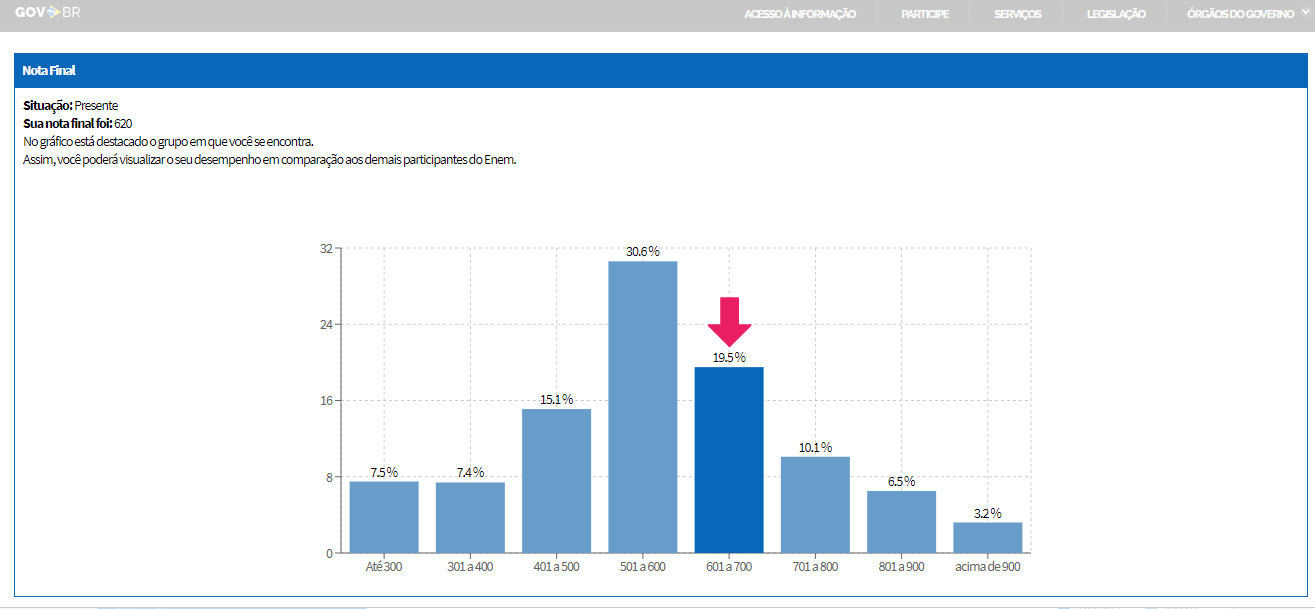 GOV BR
ACESSO À INFORMAÇÃO PARTICIPE SERVIÇOS LEGISLAÇÃO ÓRGÃOS DO GOVERNO
Nota Final
Situação: Presente
Sua nota final foi: 620
No gráfico está destacado o grupo em que você se encontra.
Assim, você poderá visualizar o seu desempenho em comparação aos demais participantes do Enem.
32
24
16
8
0
7.5%
7.4%
15.1%
30.6%
19.5%
10.1%
6.5%
3.2%
Até 300
301 a 400
401 a 500
501 a 600
601 a 700
701 a 800
801 a 900
acima de 900